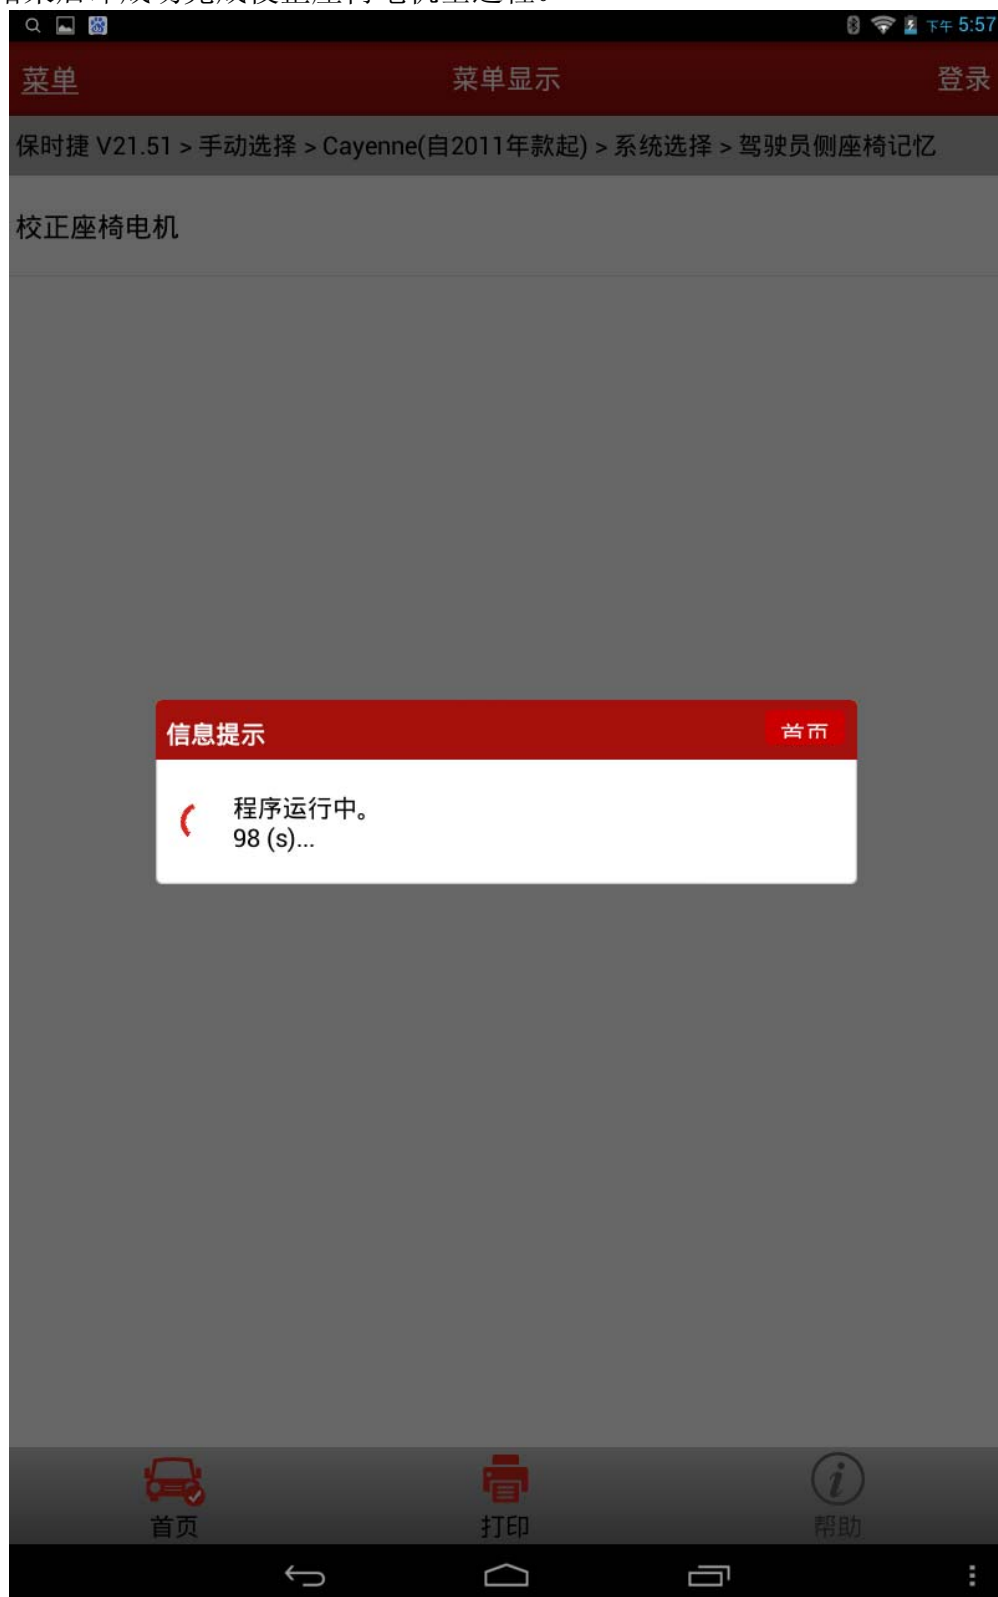 下午 5:57
菜单 菜单显示 登录
保时捷 V21.51 > 手动选择 > Cayenne(自2011年款起) > 系统选择 > 驾驶员侧座椅记忆
校正座椅电机
信息提示 首页
程序运行中。
98 (s)...
首页 打印 帮助